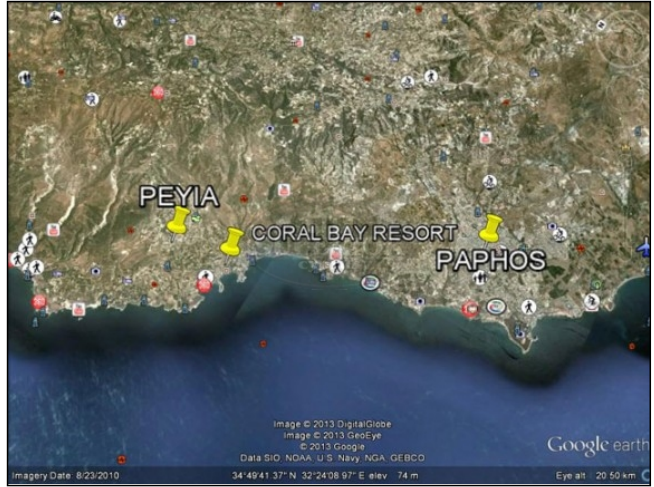 PEYIA
CORAL BAY RESORT
PAPHOS
Image © 2013 DigitalGlobe
Image © 2013 GeoEye
© 2013 Google
Data SIO, NOAA, U.S. Navy, NGA, GEBCO
Google earth
Imagery Date: 8/23/2010 34°49'41.37" N 32°24'08.97" E elev 74 m Eye alt 20.50 km